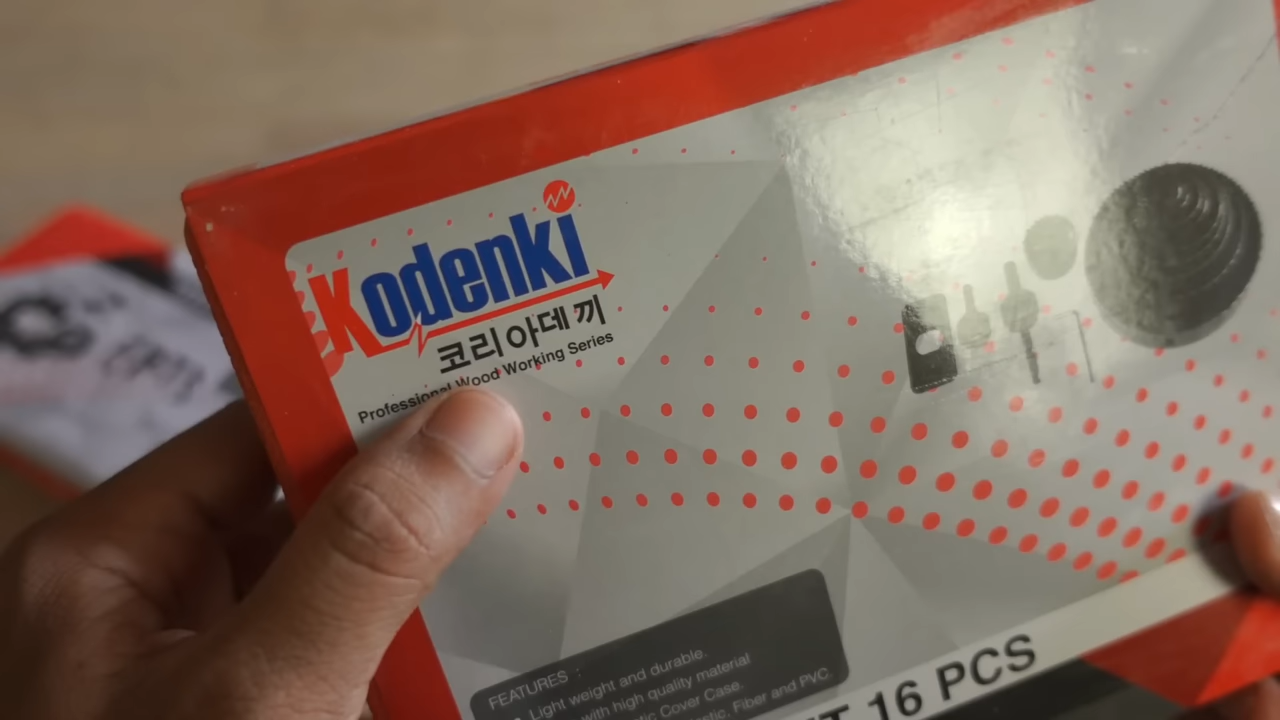 Kodenki
코리아데끼
Professional Wood Working Series
FEATURES :
Light weight and durable.
with high quality material
Cover Case.
Fiber and PVC.
16 PCS